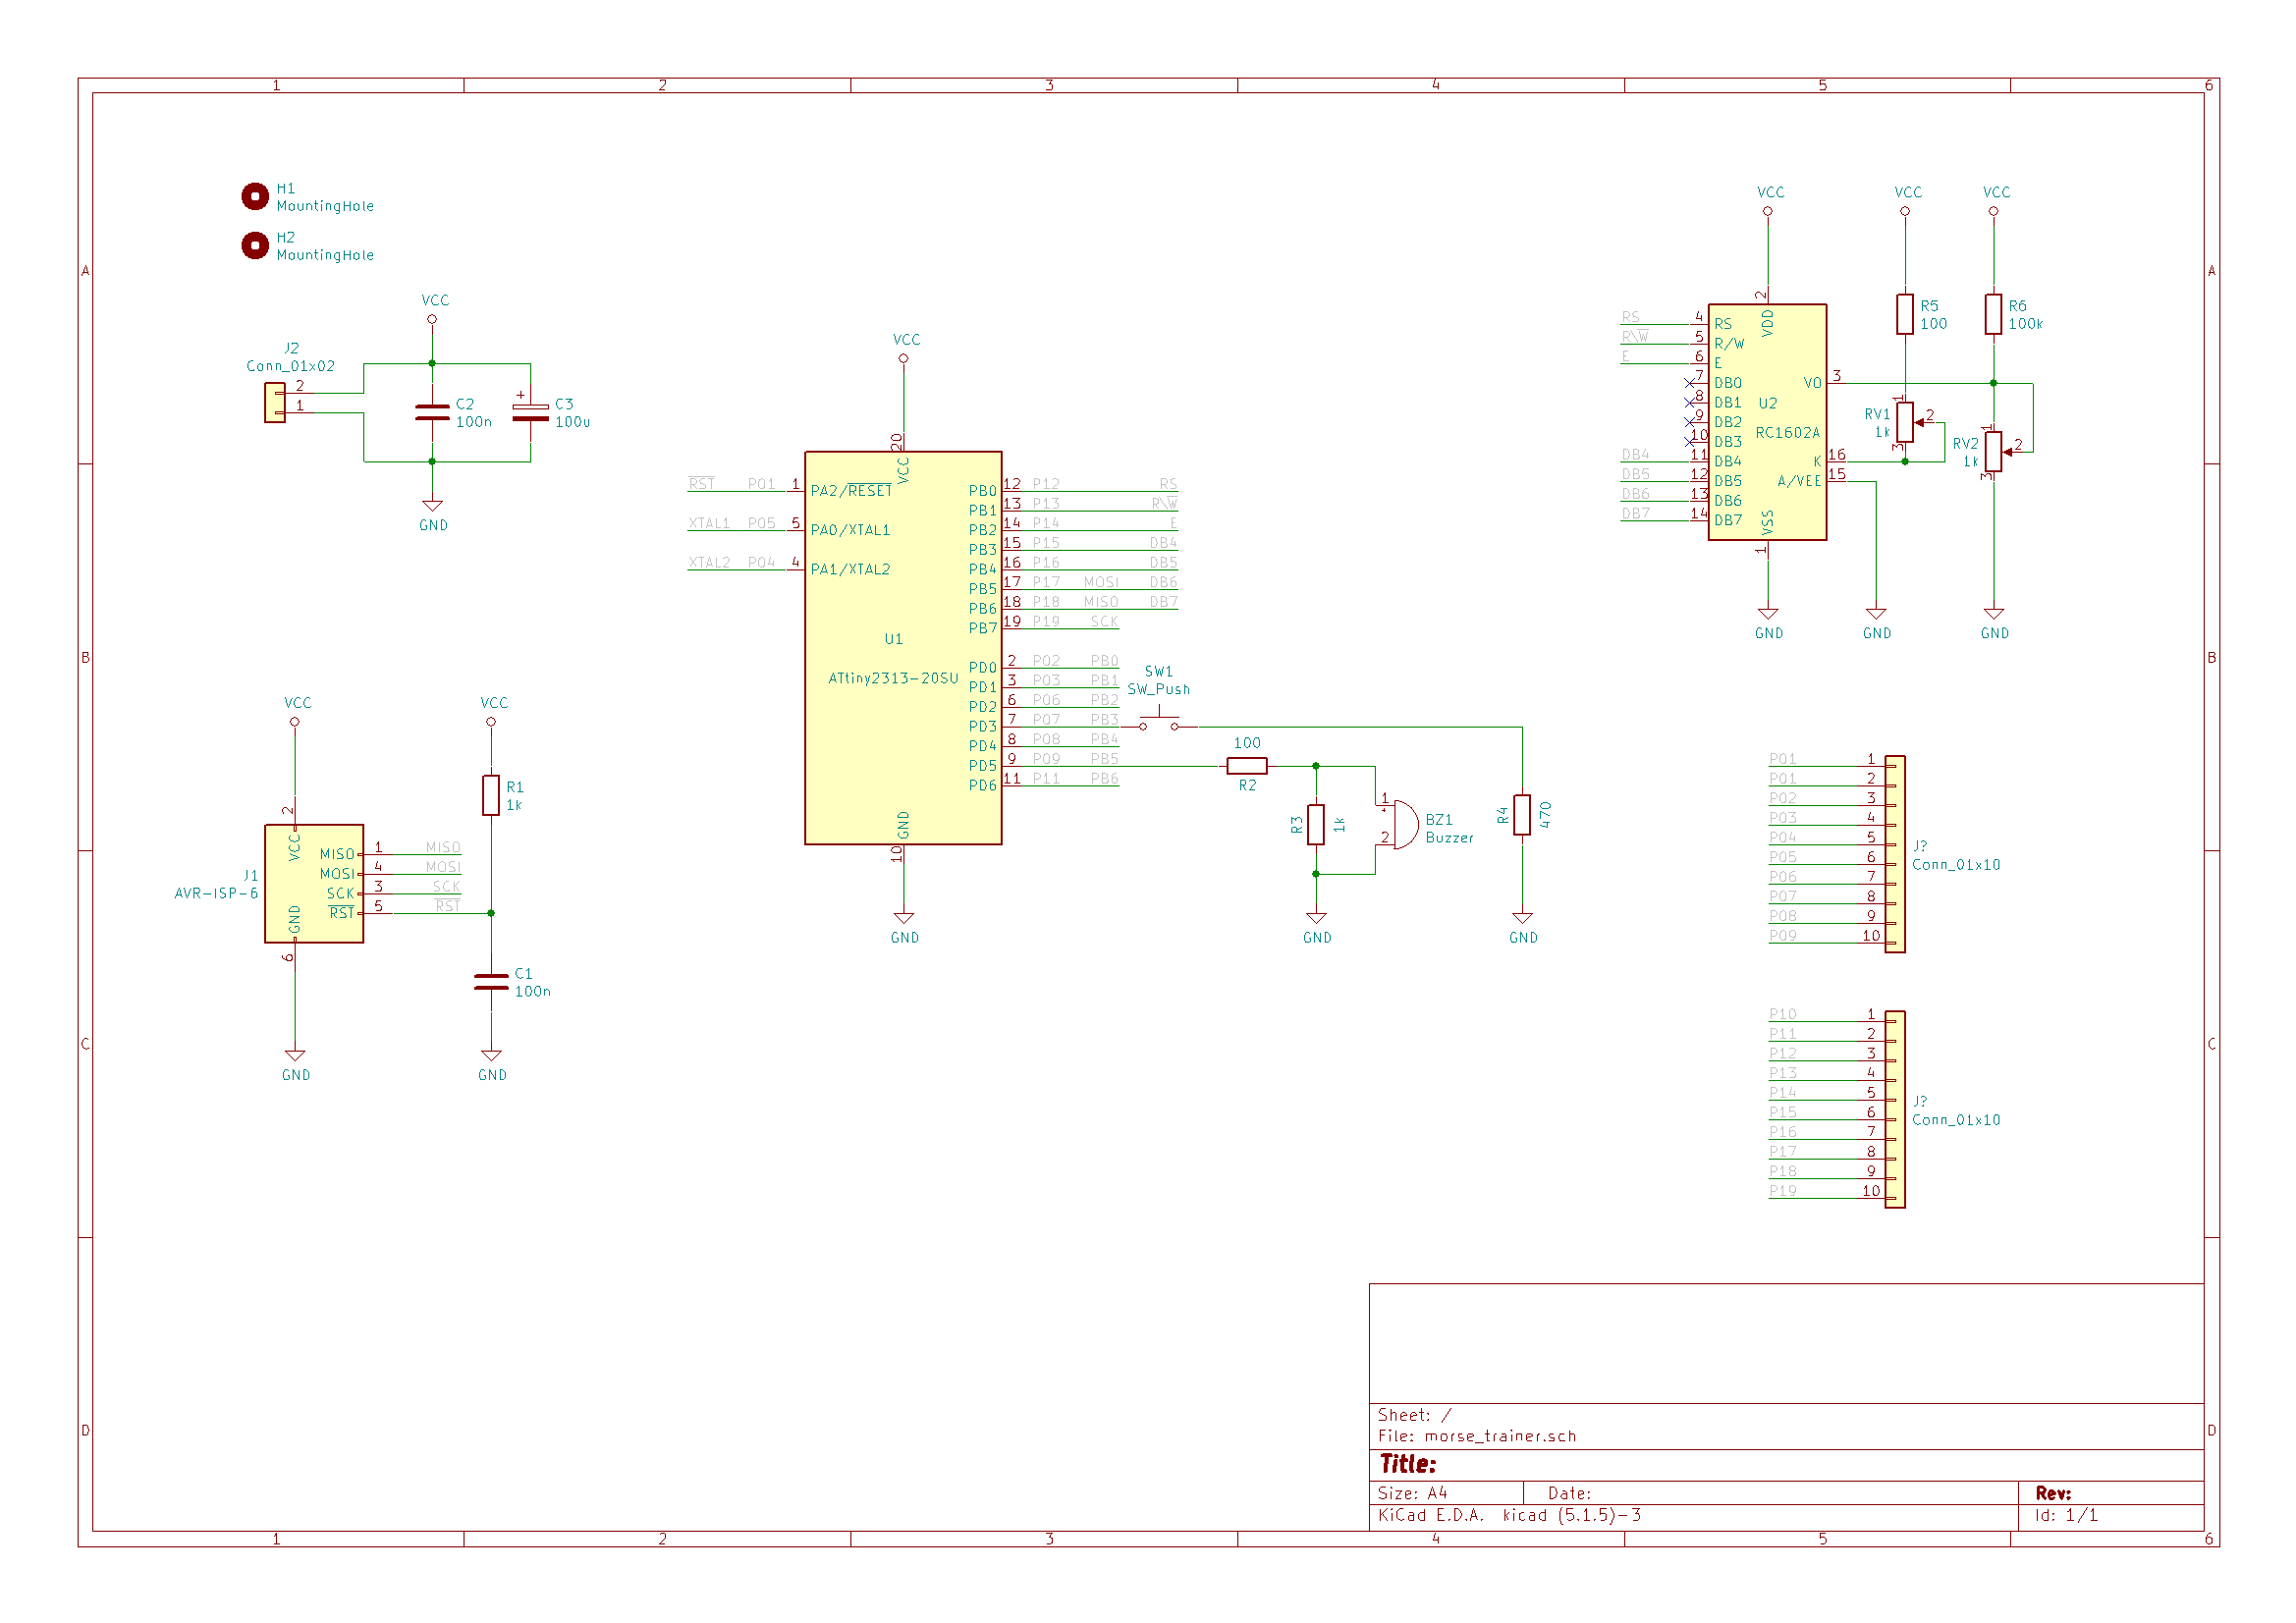 1 2 3 4 5 6
A
B
C
D
H1
MountingHole
H2
MountingHole
VCC
J2
Conn_01x02
2
1
C2
100n
+
C3
100u
GND
VCC
VCC
2
VCC
R1
1k
J1
AVR-ISP-6
MISO 1 MISO
MOSI 4 MOSI
SCK 3 SCK
RST 5 RST
GND
6
C1
100n
GND
GND
VCC
20
VCC
RST P01 1 PA2/RESET
XTAL1 P05 5 PA0/XTAL1
XTAL2 P04 4 PA1/XTAL2
U1
ATtiny2313-20SU
PB0 12 P12 RS
PB1 13 P13 R\W
PB2 14 P14 E
PB3 15 P15 DB4
PB4 16 P16 DB5
PB5 17 P17 MOSI DB6
PB6 18 P18 MISO DB7
PB7 19 P19 SCK
PD0 2 P02 PB0
PD1 3 P03 PB1
PD2 6 P06 PB2
PD3 7 P07 PB3
PD4 8 P08 PB4
PD5 9 P09 PB5
PD6 11 P11 PB6
GND
10
GND
SW1
SW_Push
100
R2
R3
1k
1
+
2
BZ1
Buzzer
R4
470
GND
GND
VCC
VCC
VCC
2
VDD
RS 4 RS
R\W 5 R/W
E 6 E
7 DB0
8 DB1
9 DB2
10 DB3
DB4 11 DB4
DB5 12 DB5
DB6 13 DB6
DB7 14 DB7
U2
RC1602A
VO 3
K 16
A/VEE 15
VSS
1
R5
100
R6
100k
RV1
1k
1
2
3
RV2
1k
1
2
3
GND
GND
GND
P01 1
P01 2
P02 3
P03 4
P04 5
P05 6
P06 7
P07 8
P08 9
P09 10
J?
Conn_01x10
P10 1
P11 2
P12 3
P13 4
P14 5
P15 6
P16 7
P17 8
P18 9
P19 10
J?
Conn_01x10
A
B
C
D
Sheet: /
File: morse_trainer.sch
Title:
Size: A4 Date: Rev:
KiCad E.D.A. kicad (5.1.5)-3 Id: 1/1
1 2 3 4 5 6